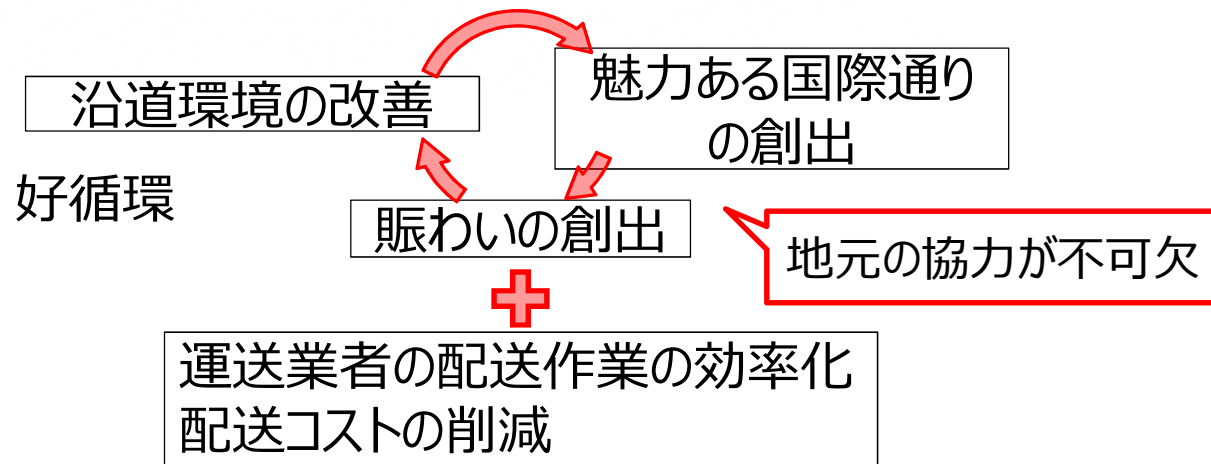 沿道環境の改善
魅力ある国際通り
の創出
好循環
賑わいの創出
地元の協力が不可欠
運送業者の配送作業の効率化
配送コストの削減